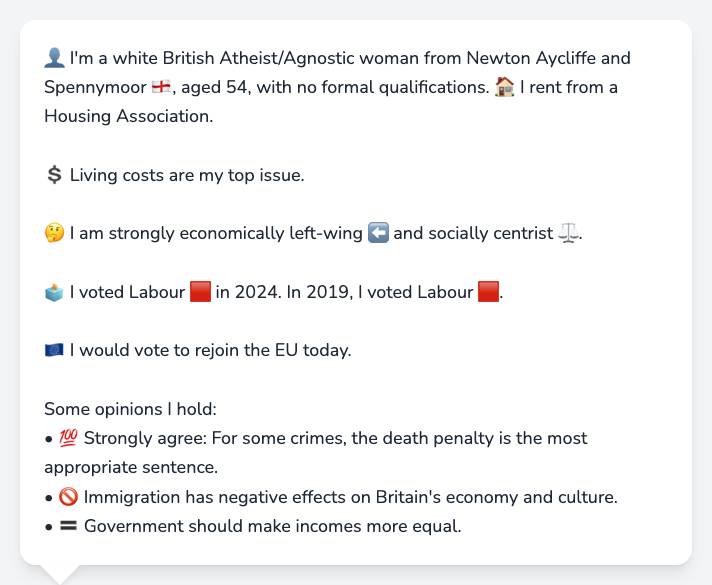 👤 I'm a white British Atheist/Agnostic woman from Newton Aycliffe and
Spennymoor 🏴󠁧󠁢󠁥󠁮󠁧󠁿, aged 54, with no formal qualifications. 🏠 I rent from a
Housing Association.
💲 Living costs are my top issue.
🤔 I am strongly economically left-wing ⬅️ and socially centrist ⚖️.
🗳️ I voted Labour 🟥 in 2024. In 2019, I voted Labour 🟥.
🇪🇺 I would vote to rejoin the EU today.
Some opinions I hold:
• 💯 Strongly agree: For some crimes, the death penalty is the most
appropriate sentence.
• 🚫 Immigration has negative effects on Britain's economy and culture.
• 🟰 Government should make incomes more equal.